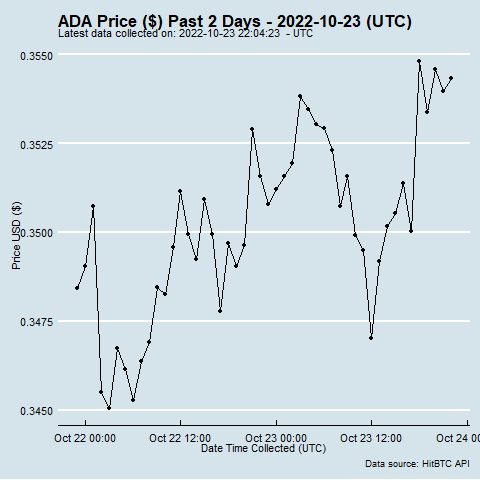 ADA Price ($) Past 2 Days - 2022-10-23 (UTC)
Latest data collected on: 2022-10-23 22:04:23 - UTC
0.3550
0.3525
0.3500
0.3475
0.3450
Price USD ($)
Oct 22 00:00 Oct 22 12:00 Oct 23 00:00 Oct 23 12:00 Oct 24 0
Date Time Collected (UTC)
Data source: HitBTC API